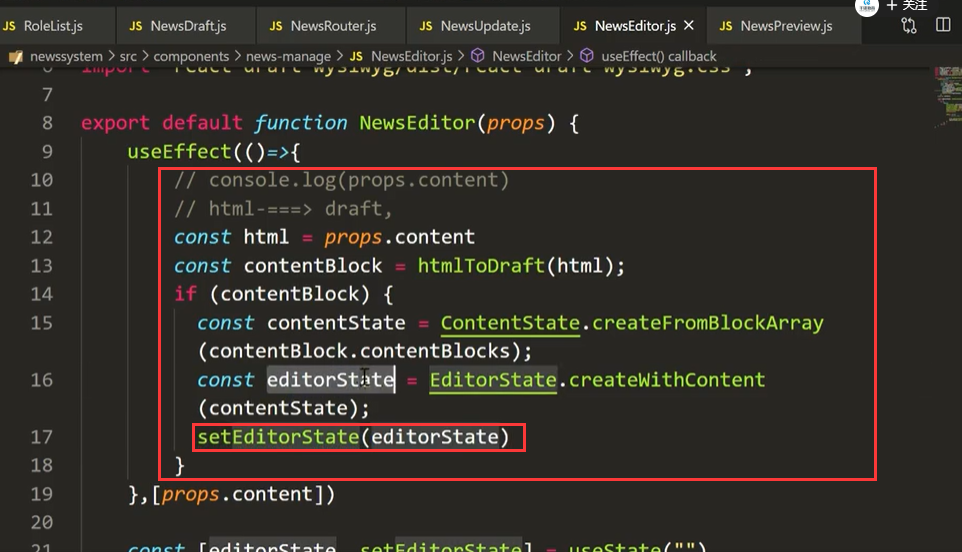 关注
JS RoleList.js JS NewsDraft.js JS NewsRouter.js JS NewsUpdate.js JS NewsEditor.js × JS NewsPreview.js
newssystem > src > components > news-manage > JS NewsEditor.js > NewsEditor > useEffect() callback
6 import "react-draft-wysiwyg/dist/react-draft-wysiwyg.css";
7
8 export default function NewsEditor(props) {
9 useEffect(()=>{
10 // console.log(props.content)
11 // html-===> draft,
12 const html = props.content
13 const contentBlock = htmlToDraft(html);
14 if (contentBlock) {
15 const contentState = ContentState.createFromBlockArray
(contentBlock.contentBlocks);
16 const editorState = EditorState.createWithContent
(contentState);
17 setEditorState(editorState)
18 }
19 },[props.content])
20
21 const [editorState, setEditorState] = useState("")